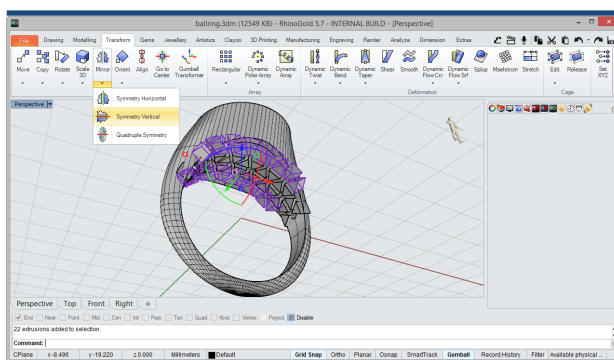 ballring.3dm (12549 KB) - RhinoGold 5.7 - INTERNAL BUILD - [Perspective]
File Drawing Modelling Transform Gems Jewellery Artistics Clayoo 3D Printing Manufacturing Engraving Render Analyze Dimension Extras
Move Copy Rotate Scale 3D Mirror Orient Align Go to Center Gumball Transformer Rectangular Dynamic Polar Array Dynamic Array Dynamic Twist Dynamic Bend Dynamic Taper Shear Smooth Dynamic Flow Crv Dynamic Flow Srf Splop Maelstrom Stretch Edit Release Set XYZ
Array Deformation Cage
Symmetry Horizontal
Symmetry Vertical
Quadruple Symmetry
Perspective
Perspective Top Front Right
End Near Point Mid Cen Int Perp Tan Quad Knot Vertex Project Disable
22 extrusions added to selection.
Command:
CPlane x -8.496 y -19.220 z 0.000 Millimeters Default Grid Snap Ortho Planar Osnap SmartTrack Gumball Record History Filter Available physical ...